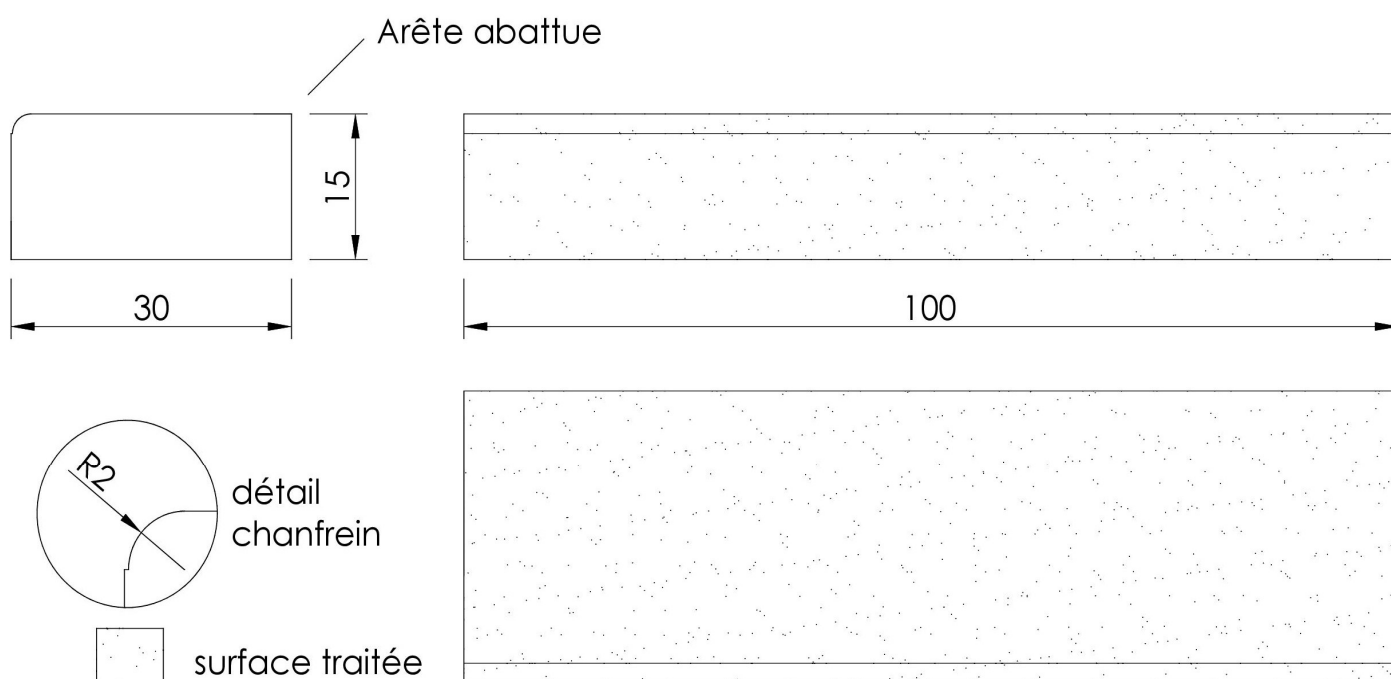 Arête abattue
15
30
100
R2
détail
chanfrein
surface traitée